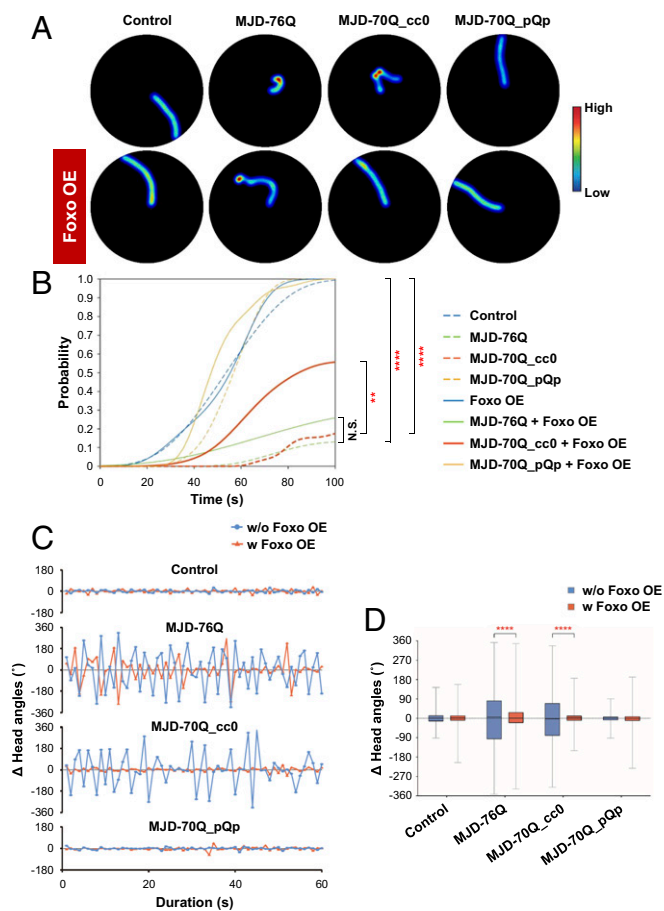 A
Control
MJD-76Q
MJD-70Q_cc0
MJD-70Q_pQp
High
Low
Foxo OE
B
Probability
1.0
0.9
0.8
0.7
0.6
0.5
0.4
0.3
0.2
0.1
0
0
20
40
60
80
100
Time (s)
N.S.
**
****
****
Control
MJD-76Q
MJD-70Q_cc0
MJD-70Q_pQp
Foxo OE
MJD-76Q + Foxo OE
MJD-70Q_cc0 + Foxo OE
MJD-70Q_pQp + Foxo OE
C
w/o Foxo OE
w Foxo OE
Δ Head angles (˚)
Control
180
0
-180
MJD-76Q
360
180
0
-180
360
MJD-70Q_cc0
360
180
0
-180
360
MJD-70Q_pQp
180
0
-180
0
20
40
60
Duration (s)
D
w/o Foxo OE
w Foxo OE
Δ Head angles (˚)
360
270
180
90
0
-90
-180
-270
-360
****
****
Control
MJD-76Q
MJD-70Q_cc0
MJD-70Q_pQp